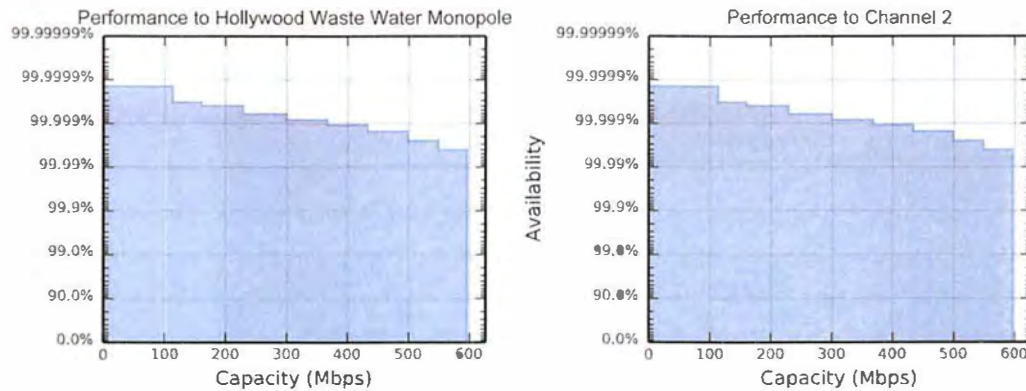 Performance to Hollywood Waste Water Monopole
99.99999%
99.9999%
99.999%
99.99%
99.9%
99.0%
90.0%
0.0%
0 100 200 300 400 500 600
Capacity (Mbps)
Performance to Channel 2
Availability
99.99999%
99.9999%
99.999%
99.99%
99.9%
99.0%
90.0%
0.0%
0 100 200 300 400 500 600
Capacity (Mbps)